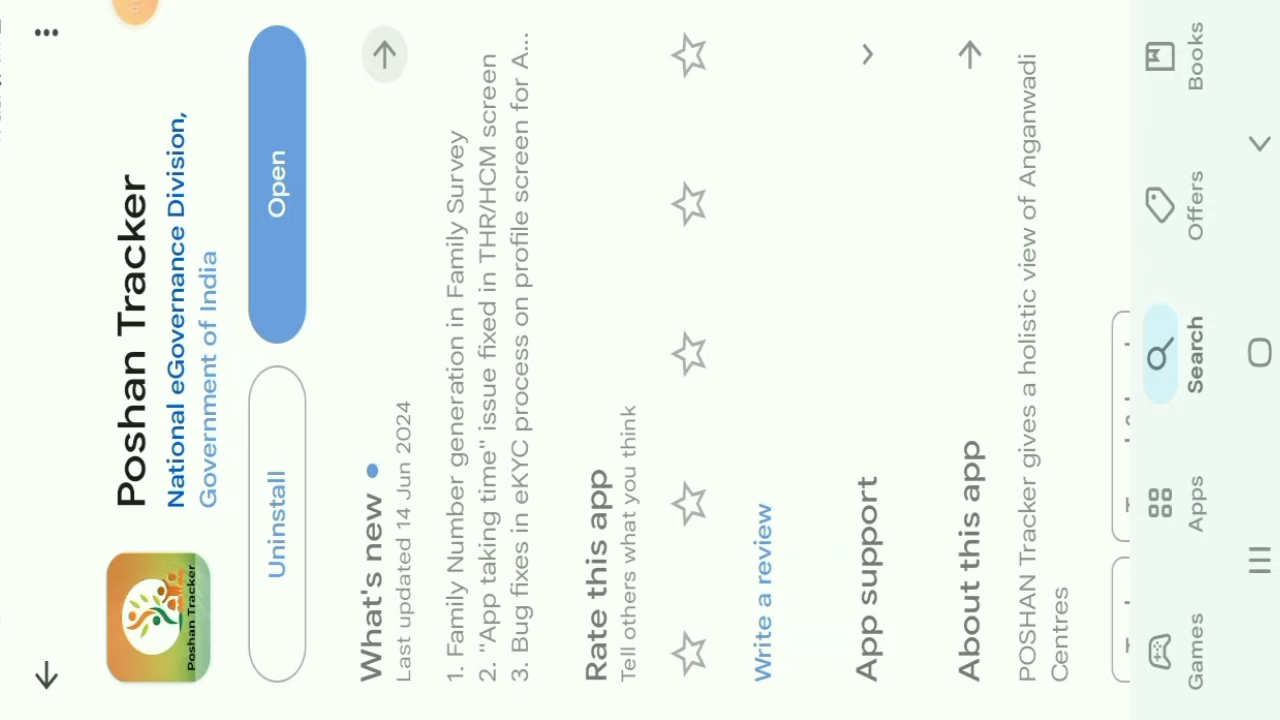 Poshan Tracker
National eGovernance Division,
Government of India
Poshan Tracker
Uninstall
Open
What's new
Last updated 14 Jun 2024
1. Family Number generation in Family Survey
2. "App taking time" issue fixed in THR/HCM screen
3. Bug fixes in eKYC process on profile screen for A...
Rate this app
Tell others what you think
Write a review
App support
About this app
POSHAN Tracker gives a holistic view of Anganwadi
Centres
Games
Apps
Search
Offers
Books